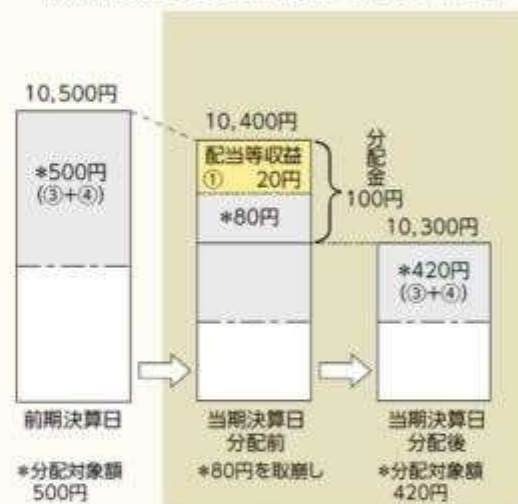 10,500円
*500円
(③+④)
10,400円
配当等収益
① 20円
*80円
分配金
100円
10,300円
*420円
(③+④)
前期決算日
当期決算日
分配前
当期決算日
分配後
*分配対象額
500円
*80円を取崩し
*分配対象額
420円